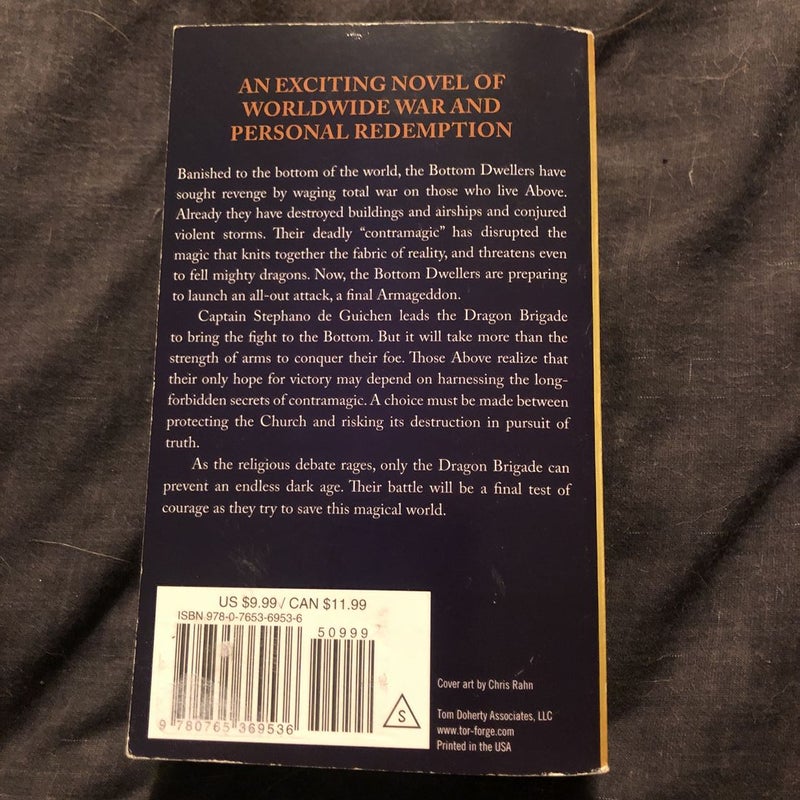 AN EXCITING NOVEL OF
WORLDWIDE WAR AND
PERSONAL REDEMPTION
Banished to the bottom of the world, the Bottom Dwellers have
sought revenge by waging total war on those who live Above.
Already they have destroyed buildings and airships and conjured
violent storms. Their deadly “contramagic” has disrupted the
magic that knits together the fabric of reality, and threatens even
to fell mighty dragons. Now, the Bottom Dwellers are preparing
to launch an all-out attack, a final Armageddon.
Captain Stephano de Guichen leads the Dragon Brigade
to bring the fight to the Bottom. But it will take more than the
strength of arms to conquer their foe. Those Above realize that
their only hope for victory may depend on harnessing the long-
forbidden secrets of contramagic. A choice must be made between
protecting the Church and risking its destruction in pursuit of
truth.
As the religious debate rages, only the Dragon Brigade can
prevent an endless dark age. Their battle will be a final test of
courage as they try to save this magical world.
US $9.99 / CAN $11.99
ISBN 978-0-7653-6953-6
50999
9 780765 369536
S
Cover art by Chris Rahn
Tom Doherty Associates, LLC
www.tor-forge.com
Printed in the USA